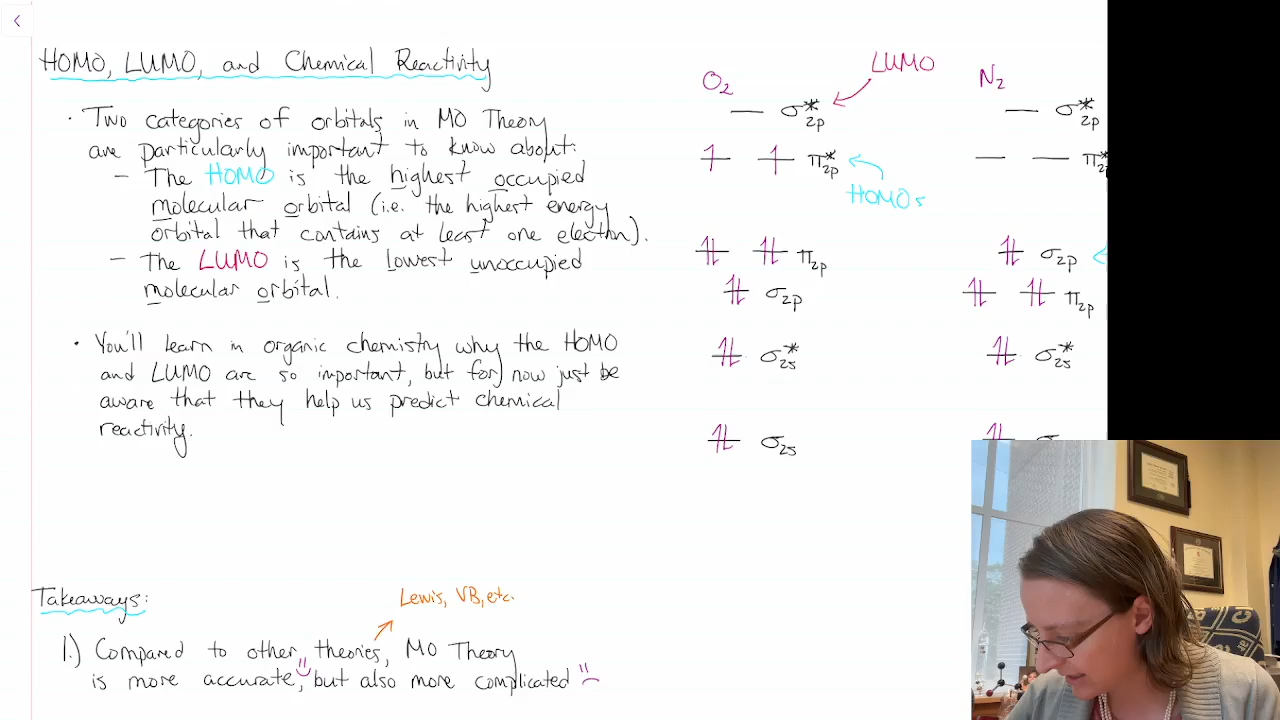 HOMO, LUMO, and Chemical Reactivity
· Two categories of orbitals in MO Theory
are particularly important to know about:
– The HOMO is the highest occupied
molecular orbital (i.e. the highest energy
orbital that contains at least one electron).
– The LUMO is the lowest unoccupied
molecular orbital.
· You'll learn in organic chemistry why the HOMO
and LUMO are so important, but for now just be
aware that they help us predict chemical
reactivity.
O₂
LUMO
σ*2p
π*2p
HOMOs
π2p
σ2p
σ*2s
σ2s
N₂
σ*2p
π*2p
σ2p
π2p
σ*2s
Takeaways:
Lewis, VB, etc.
1.) Compared to other theories, MO Theory
is more accurate, but also more complicated